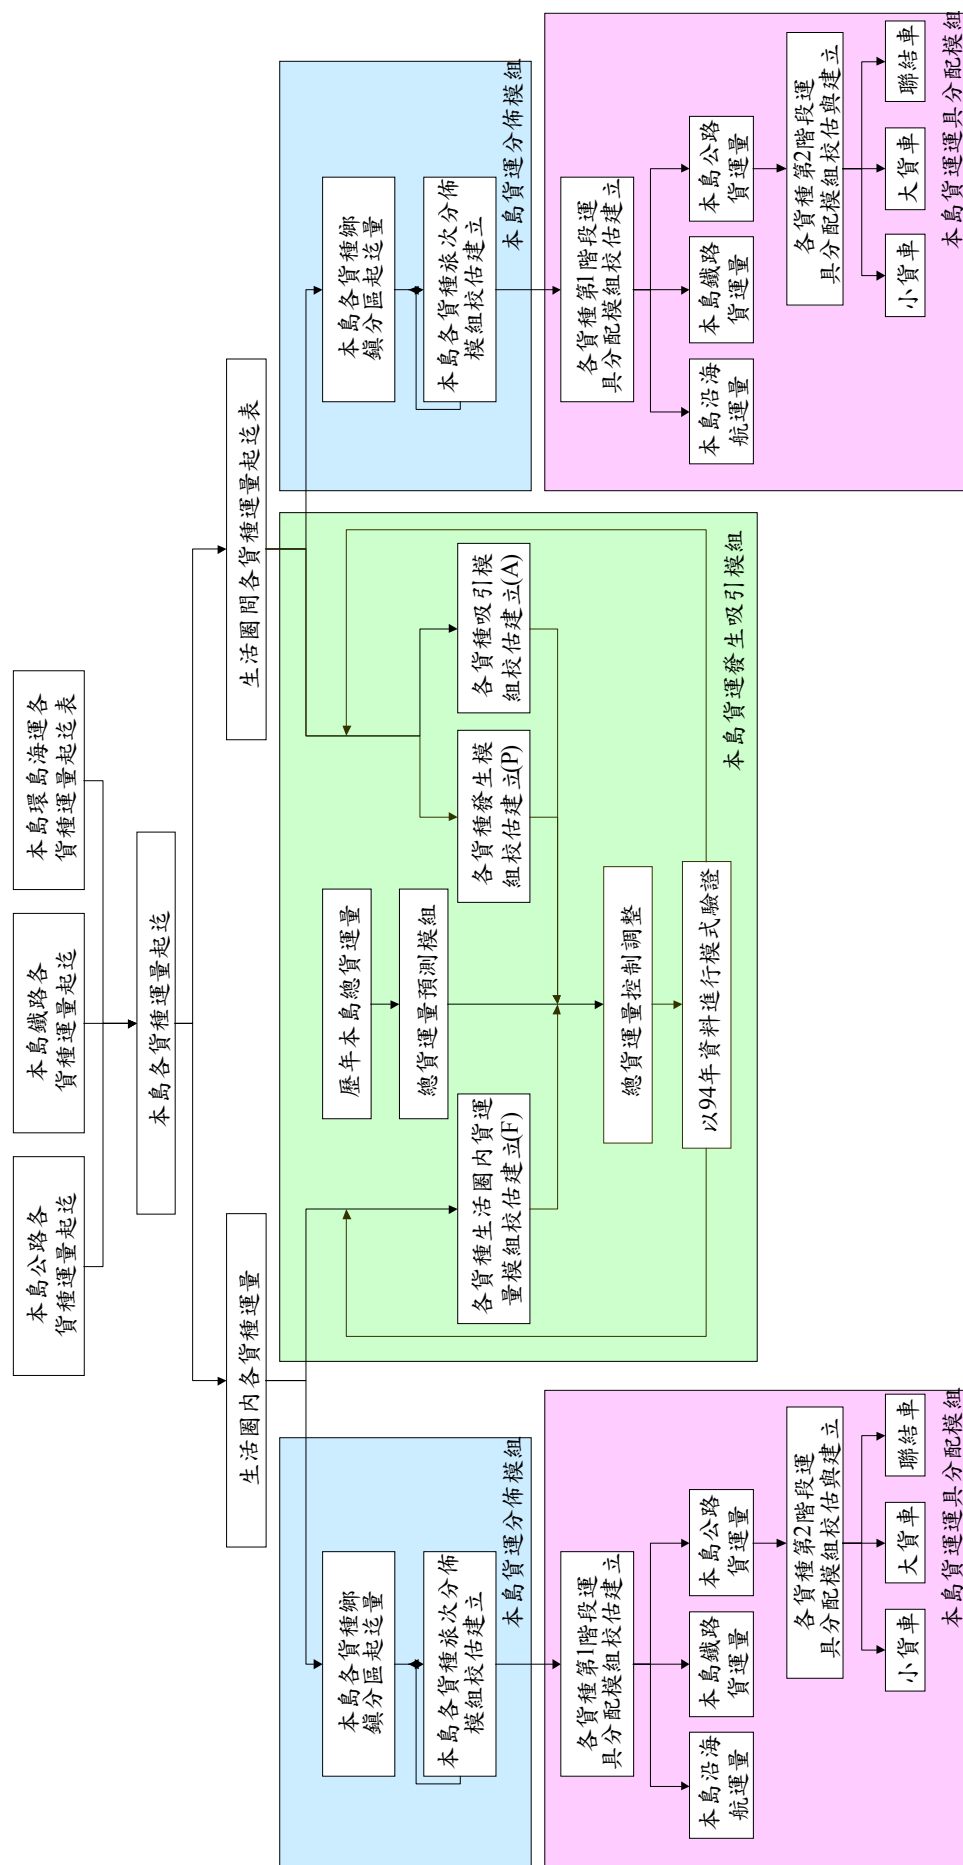 本島公路各
貨種運量起迄
本島鐵路各
貨種運量起迄
本島環島海運各
貨種運量起迄表
本島各貨種運量起迄
生活圈內各貨種運量
生活圈間各貨種運量起迄表
本島各貨種鄉
鎮分區起迄量
本島各貨種旅次分佈
模組校估建立
本島貨運分佈模組
歷年本島總貨運量
總貨運量預測模組
各貨種生活圈內貨運
量模組校估建立(F)
各貨種發生模
組校估建立(P)
各貨種吸引模
組校估建立(A)
總貨運量控制調整
以94年資料進行模式驗證
本島貨運發生吸引模組
本島各貨種鄉
鎮分區起迄量
本島各貨種旅次分佈
模組校估建立
本島貨運分佈模組
各貨種第1階段運
具分配模組校估建立
本島沿海
航運量
本島鐵路
貨運量
本島公路
貨運量
各貨種第2階段運
具分配模組校估與建立
小貨車
大貨車
聯結車
本島貨運運具分配模組
各貨種第1階段運
具分配模組校估建立
本島沿海
航運量
本島鐵路
貨運量
本島公路
貨運量
各貨種第2階段運
具分配模組校估與建立
小貨車
大貨車
聯結車
本島貨運運具分配模組